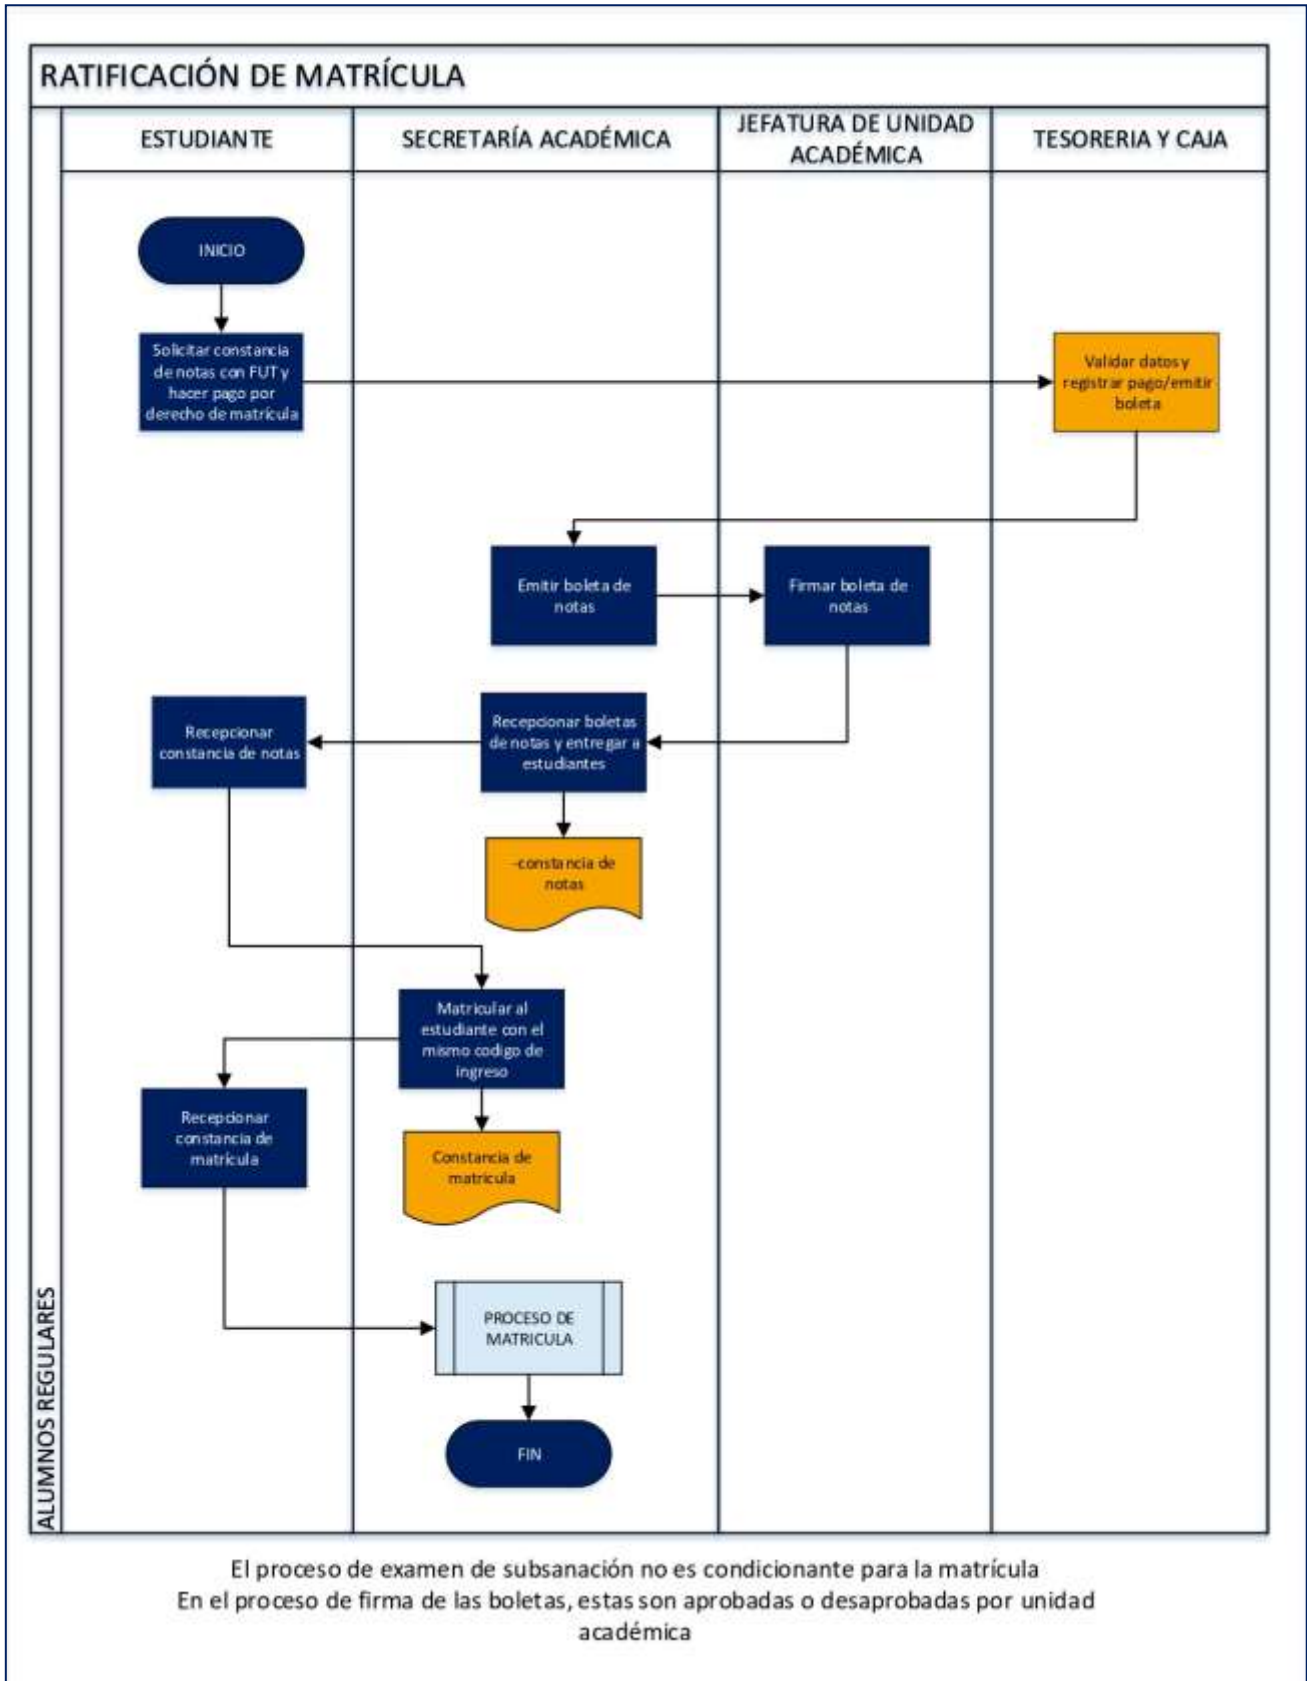 RATIFICACIÓN DE MATRÍCULA
ESTUDIANTE
SECRETARÍA ACADÉMICA
JEFATURA DE UNIDAD
ACADÉMICA
TESORERIA Y CAJA
INICIO
Solicitar constancia
de notas con FUT y
hacer pago por
derecho de matrícula
Validar datos y
registrar pago/emitir
boleta
Emitir boleta de
notas
Firmar boleta de
notas
Recepcionar
constancia de notas
Recepcionar boletas
de notas y entregar a
estudiantes
-constancia de
notas
Matricular al
estudiante con el
mismo codigo de
ingreso
Recepcionar
constancia de
matrícula
Constancia de
matricula
PROCESO DE
MATRICULA
FIN
ALUMNOS REGULARES
El proceso de examen de subsanación no es condicionante para la matrícula
En el proceso de firma de las boletas, estas son aprobadas o desaprobadas por unidad
académica